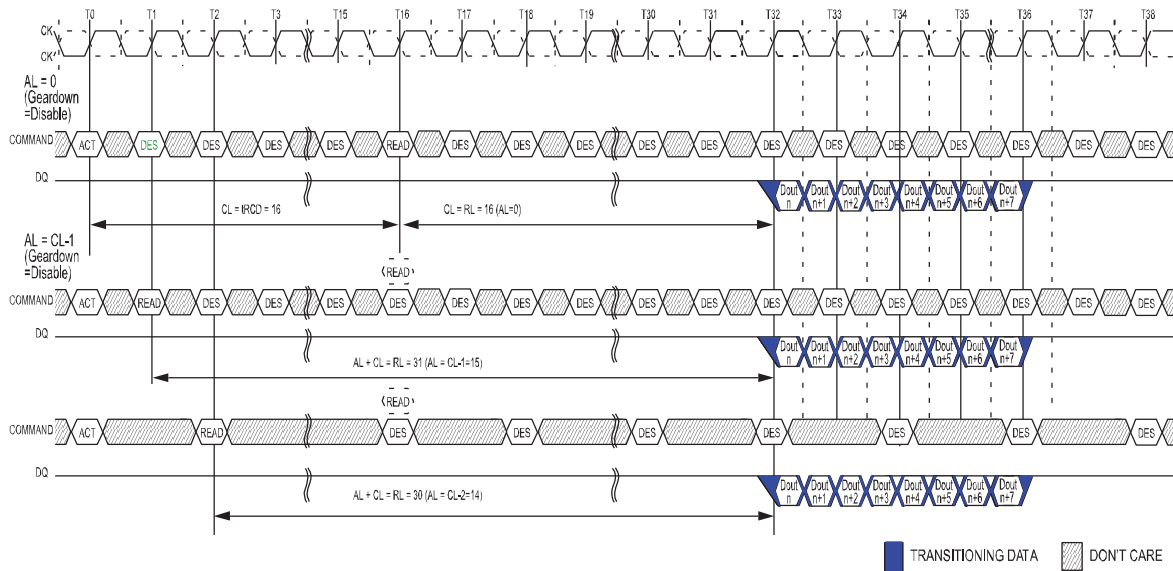 T0 T1 T2 T3 T15 T16 T17 T18 T19 T30 T31 T32 T33 T34 T35 T36 T37 T38
CK
CK
AL = 0
(Geardown
=Disable)
COMMAND ACT DES DES DES DES READ DES DES DES DES DES DES DES DES DES DES DES DES
DQ
Dout n Dout n+1 Dout n+2 Dout n+3 Dout n+4 Dout n+5 Dout n+6 Dout n+7
CL = tRCD = 16 CL = RL = 16 (AL=0)
AL = CL-1
(Geardown
=Disable)
READ
COMMAND ACT READ DES DES DES DES DES DES DES DES DES DES DES DES DES DES DES DES
DQ
Dout n Dout n+1 Dout n+2 Dout n+3 Dout n+4 Dout n+5 Dout n+6 Dout n+7
AL + CL = RL = 31 (AL = CL-1=15)
READ
COMMAND ACT READ DES DES DES DES DES DES DES
DQ
Dout n Dout n+1 Dout n+2 Dout n+3 Dout n+4 Dout n+5 Dout n+6 Dout n+7
AL + CL = RL = 30 (AL = CL-2=14)
TRANSITIONING DATA DON'T CARE